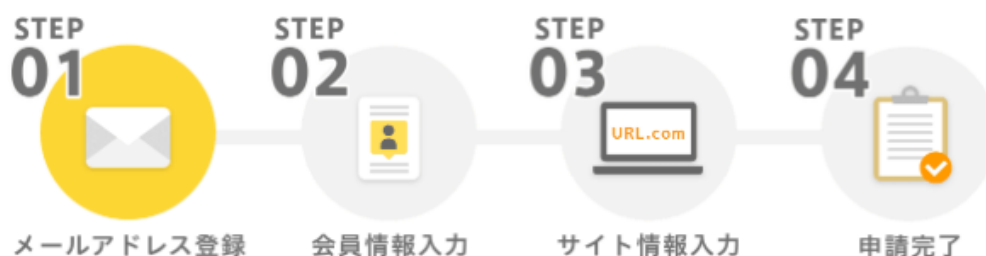 STEP
01
メールアドレス登録
STEP
02
会員情報入力
STEP
03
URL.com
サイト情報入力
STEP
04
申請完了